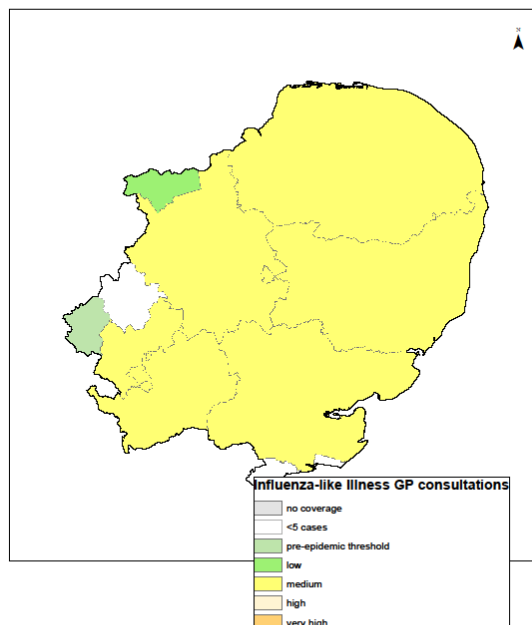 N
Influenza-like Illness GP consultations
no coverage
<5 cases
pre-epidemic threshold
low
medium
high
very high